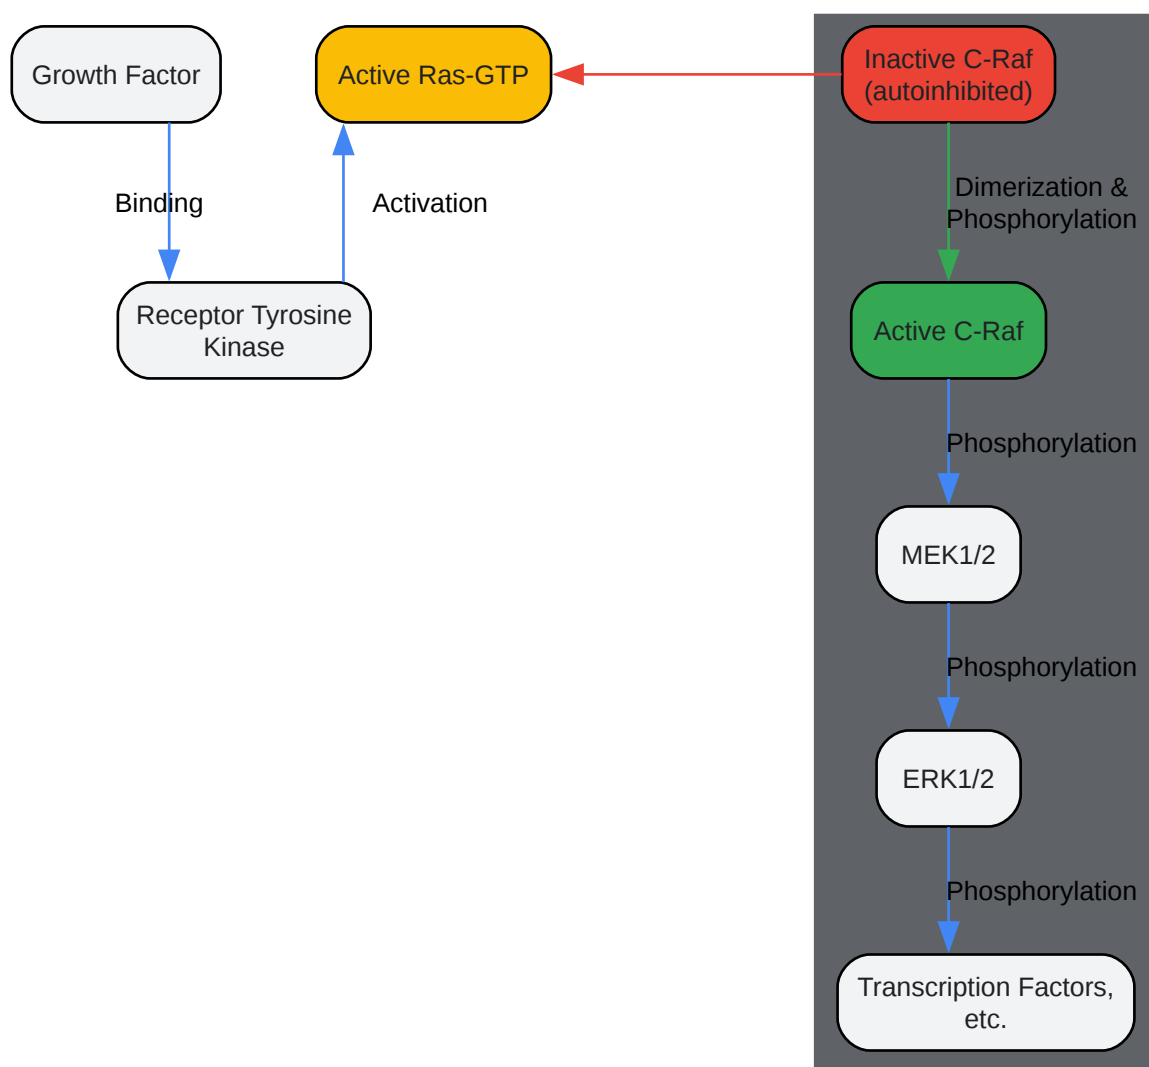 Growth Factor
Active Ras-GTP
Inactive C-Raf
(autoinhibited)
Binding
Activation
Dimerization &
Phosphorylation
Receptor Tyrosine
Kinase
Active C-Raf
Phosphorylation
MEK1/2
Phosphorylation
ERK1/2
Phosphorylation
Transcription Factors,
etc.